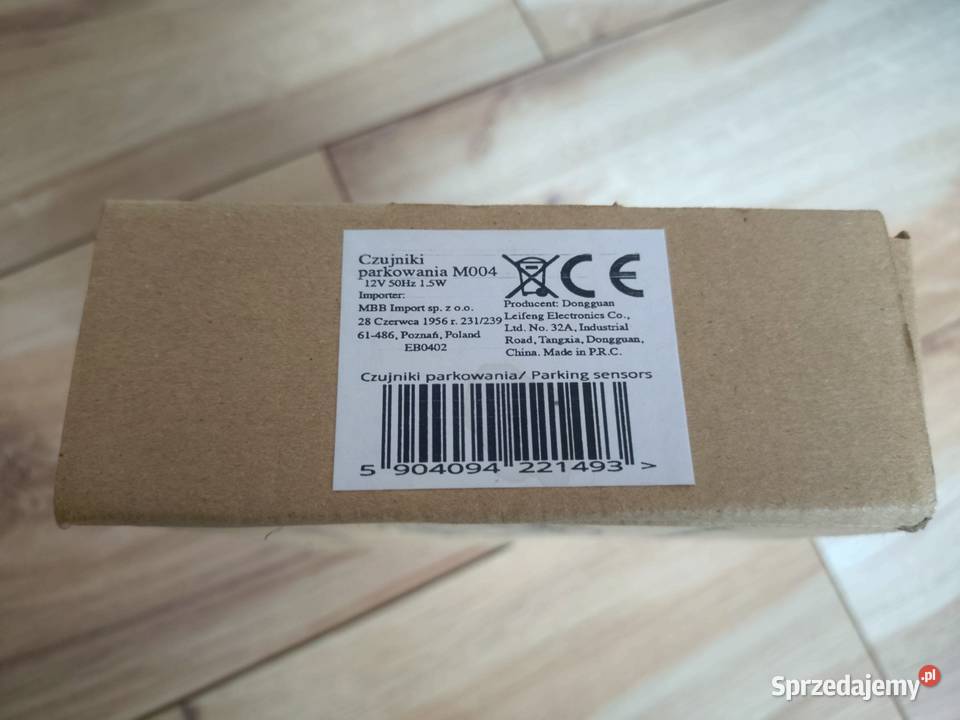 Czujniki
parkowania M004
12V 50Hz 1.5W
Importer:
MBB Import sp. z o.o.
28 Czerwca 1956 r. 231/239
61-486, Poznań, Poland
EB0402
CE
Producent: Dongguan
Leifeng Electronics Co.,
Ltd. No. 32A, Industrial
Road, Tangxia, Dongguan,
China. Made in P.R.C.
Czujniki parkowania/ Parking sensors
5 904094 221493 >
Sprzedajemy.pl